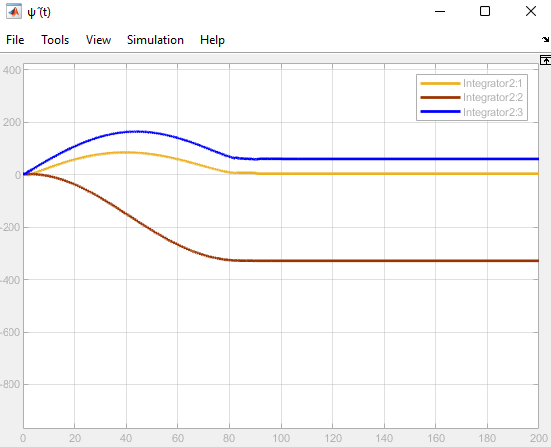 ψ ̃(t)
File Tools View Simulation Help
400
Integrator2:1
Integrator2:2
Integrator2:3
200
0
-200
-400
-600
-800
0 20 40 60 80 100 120 140 160 180 200